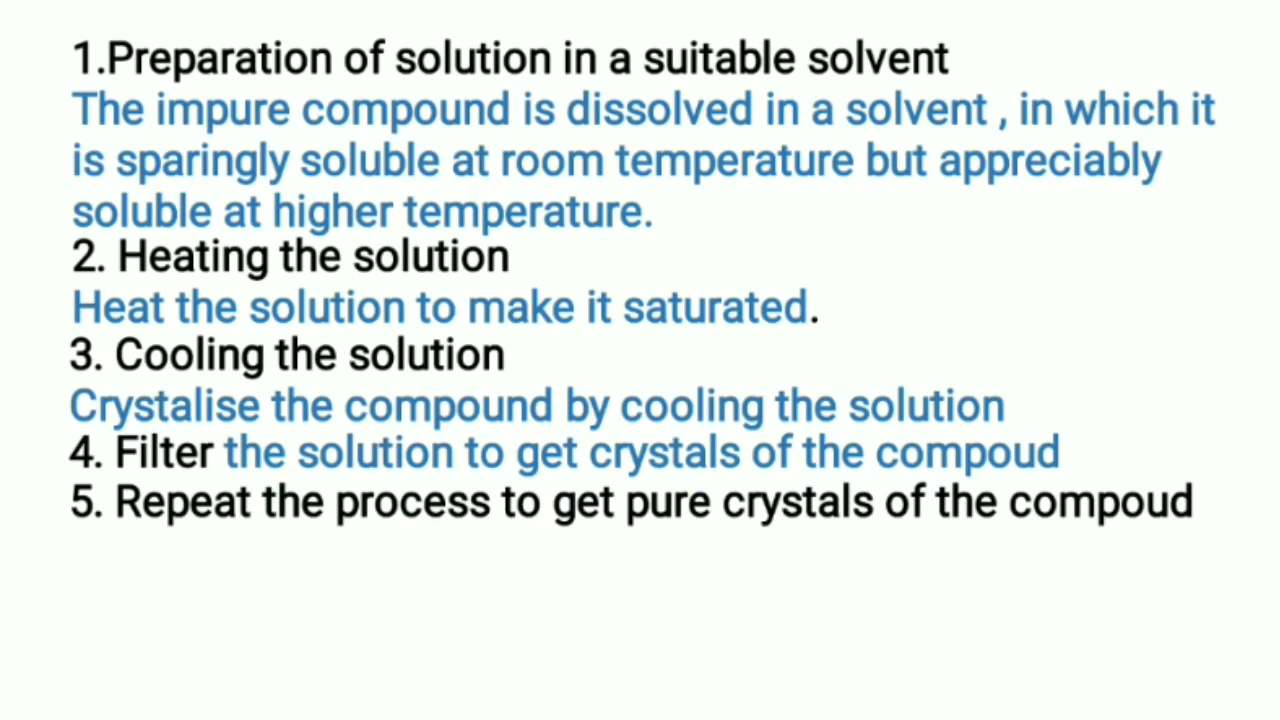 1.Preparation of solution in a suitable solvent
The impure compound is dissolved in a solvent , in which it
is sparingly soluble at room temperature but appreciably
soluble at higher temperature.
2. Heating the solution
Heat the solution to make it saturated.
3. Cooling the solution
Crystalise the compound by cooling the solution
4. Filter the solution to get crystals of the compoud
5. Repeat the process to get pure crystals of the compoud